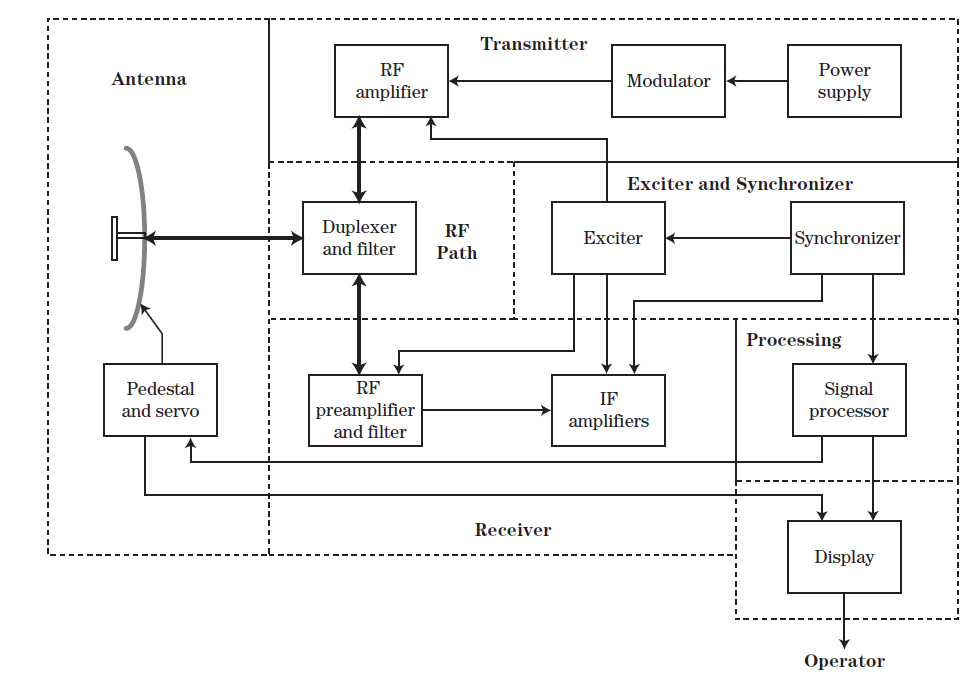 Transmitter
Antenna
RF
amplifier
Modulator
Power
supply
Exciter and Synchronizer
Duplexer
and filter
RF
Path
Exciter
Synchronizer
Processing
Pedestal
and servo
RF
preamplifier
and filter
IF
amplifiers
Signal
processor
Receiver
Display
Operator